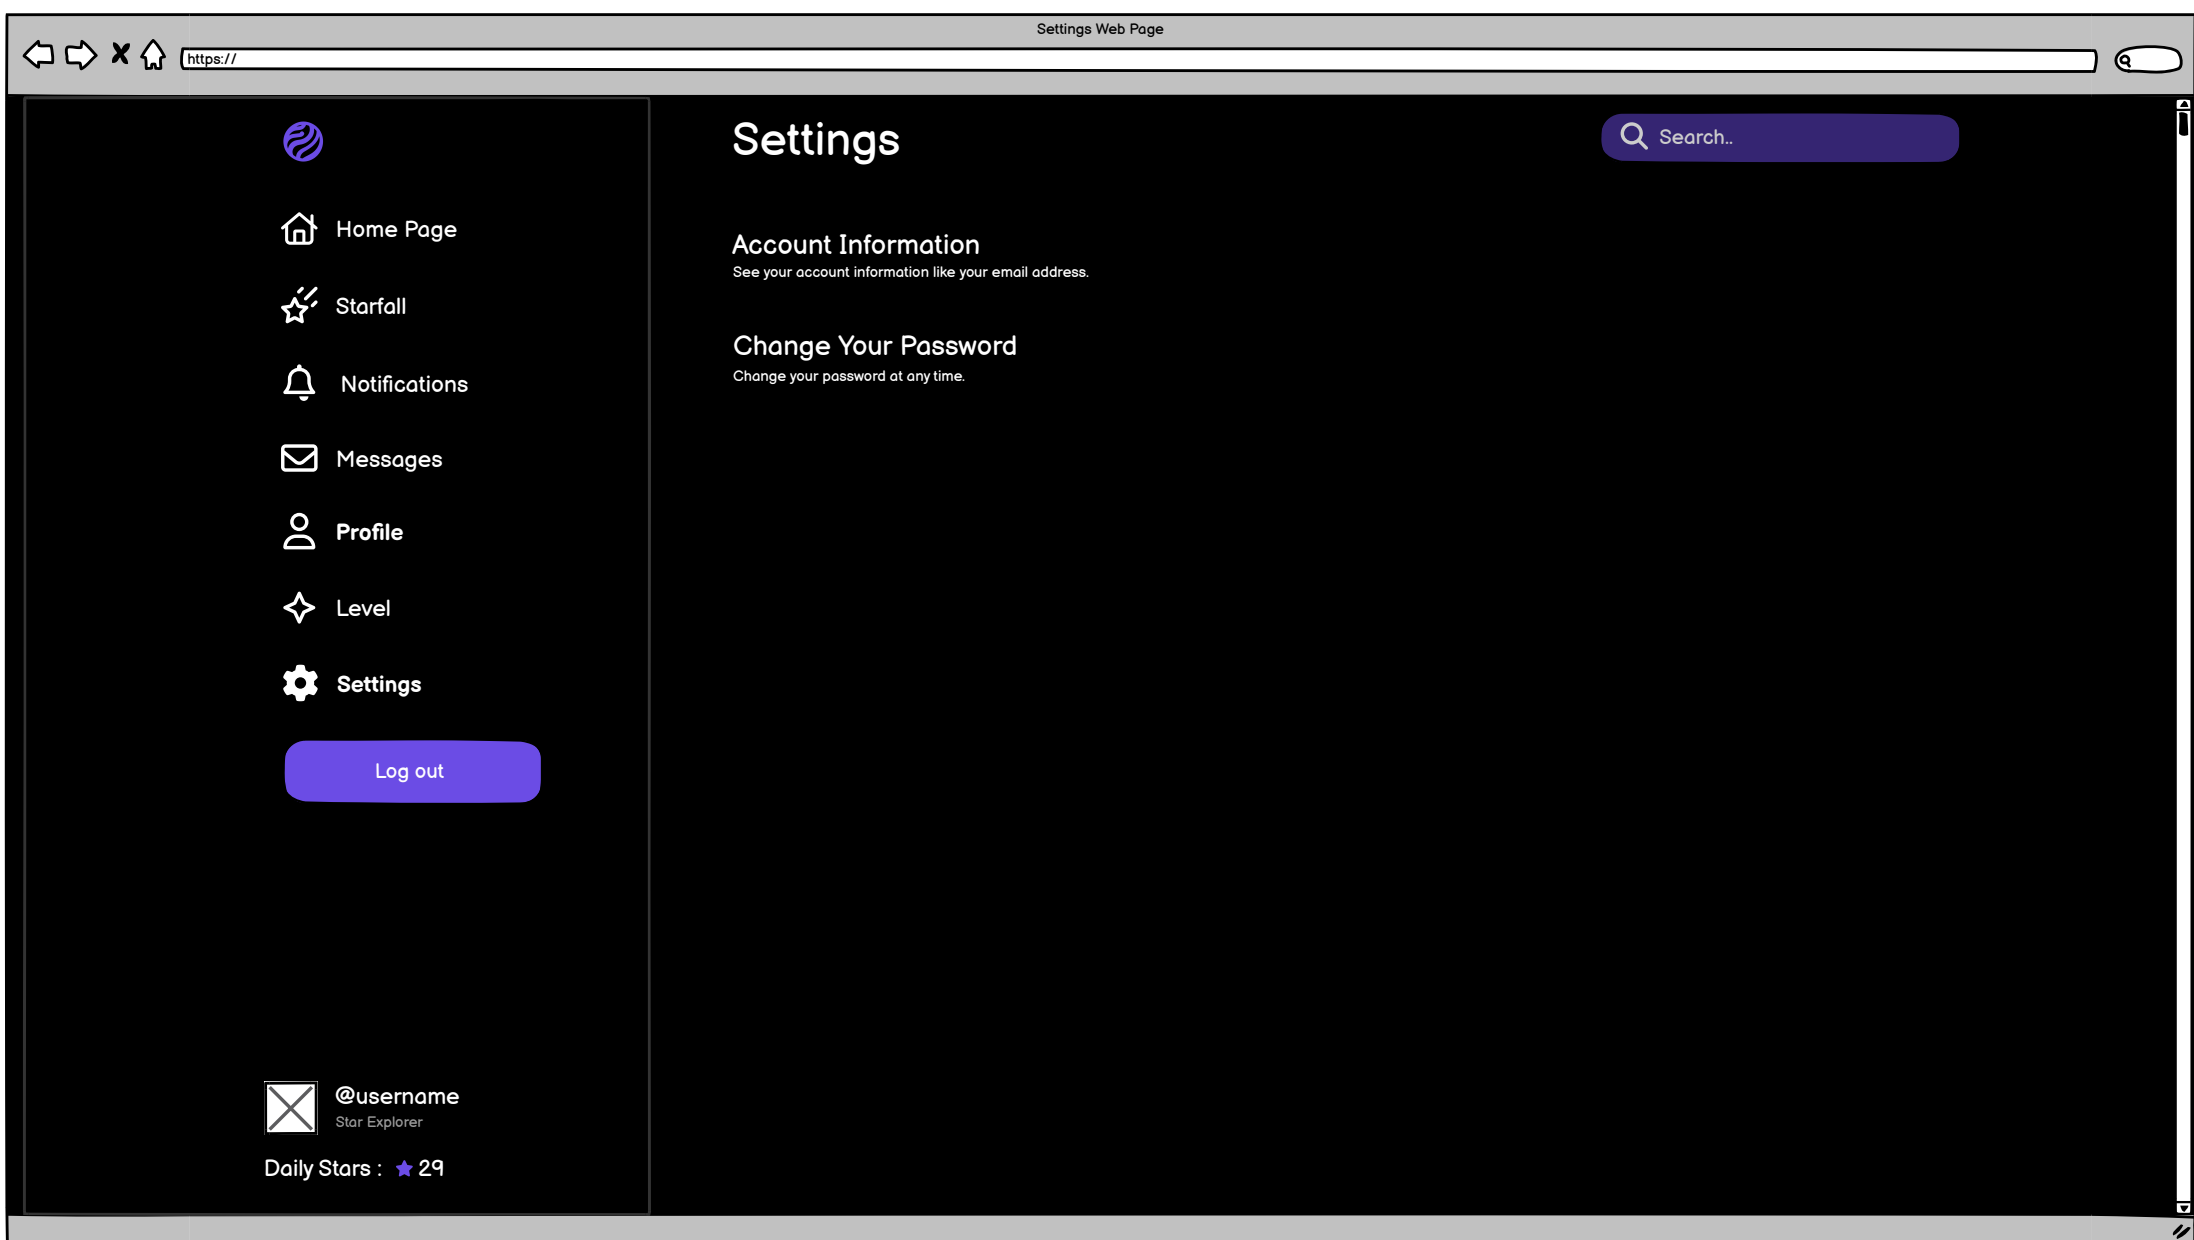 Settings Web Page
https://
Settings
Search..
Home Page
Starfall
Notifications
Messages
Profile
Level
Settings
Log out
Account Information
See your account information like your email address.
Change Your Password
Change your password at any time.
@username
Star Explorer
Daily Stars : 29